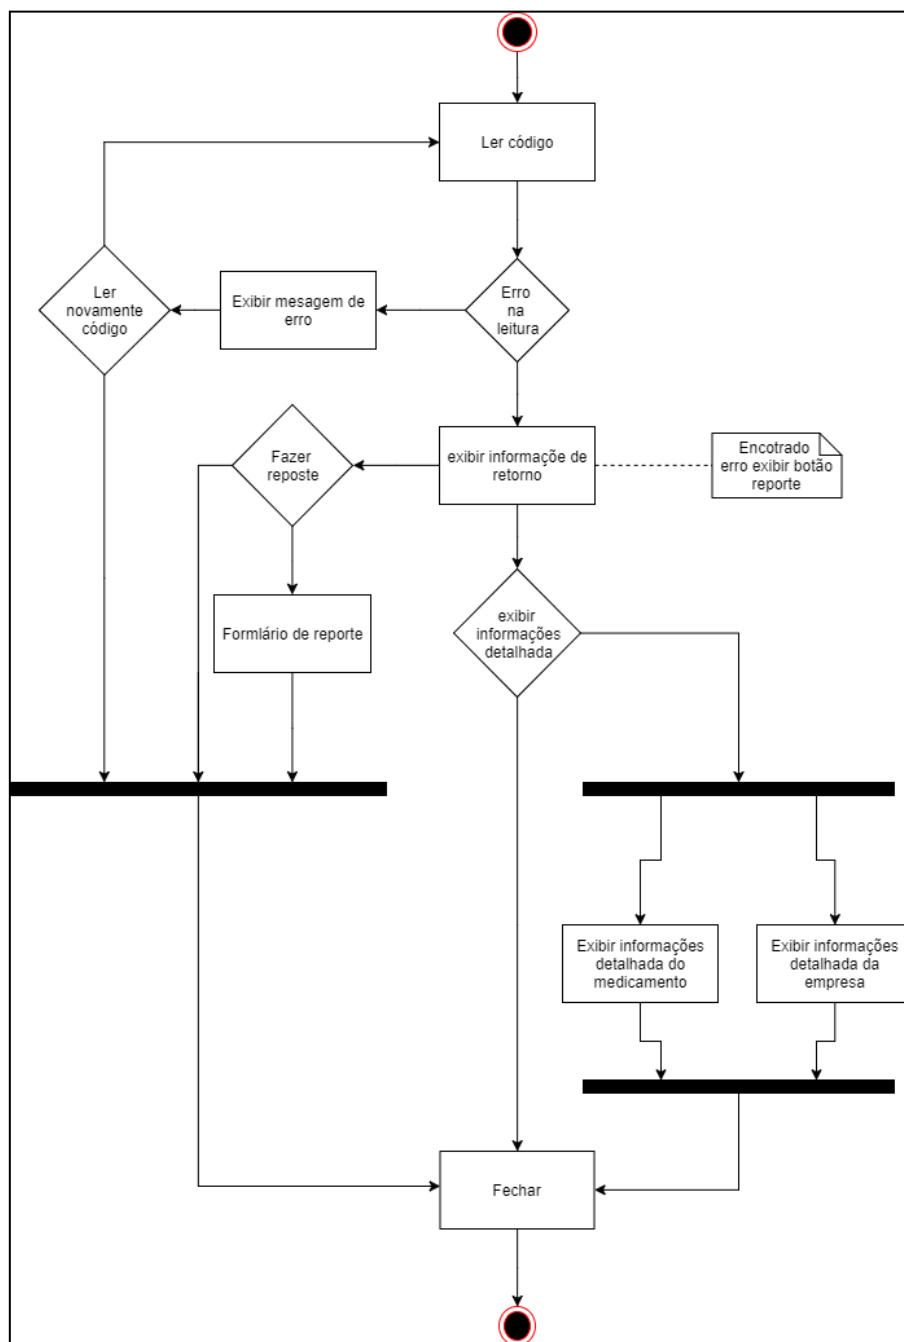 Ler código
Ler
novamente
código
Exibir mesagem de
erro
Erro
na
leitura
Fazer
reposte
exibir informaçõe de
retorno
Encotrado
erro exibir botão
reporte
Formlário de reporte
exibir
informações
detalhada
Exibir informações
detalhada do
medicamento
Exibir informações
detalhada da
empresa
Fechar